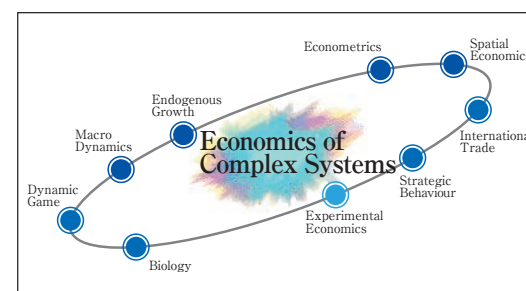 Econometrics
Spatial
Economic
Endogenous
Growth
Macro
Dynamics
Economics of
Complex Systems
Internationa
Trade
Dynamic
Game
Strategic
Behaviour
Experimental
Economics
Biology